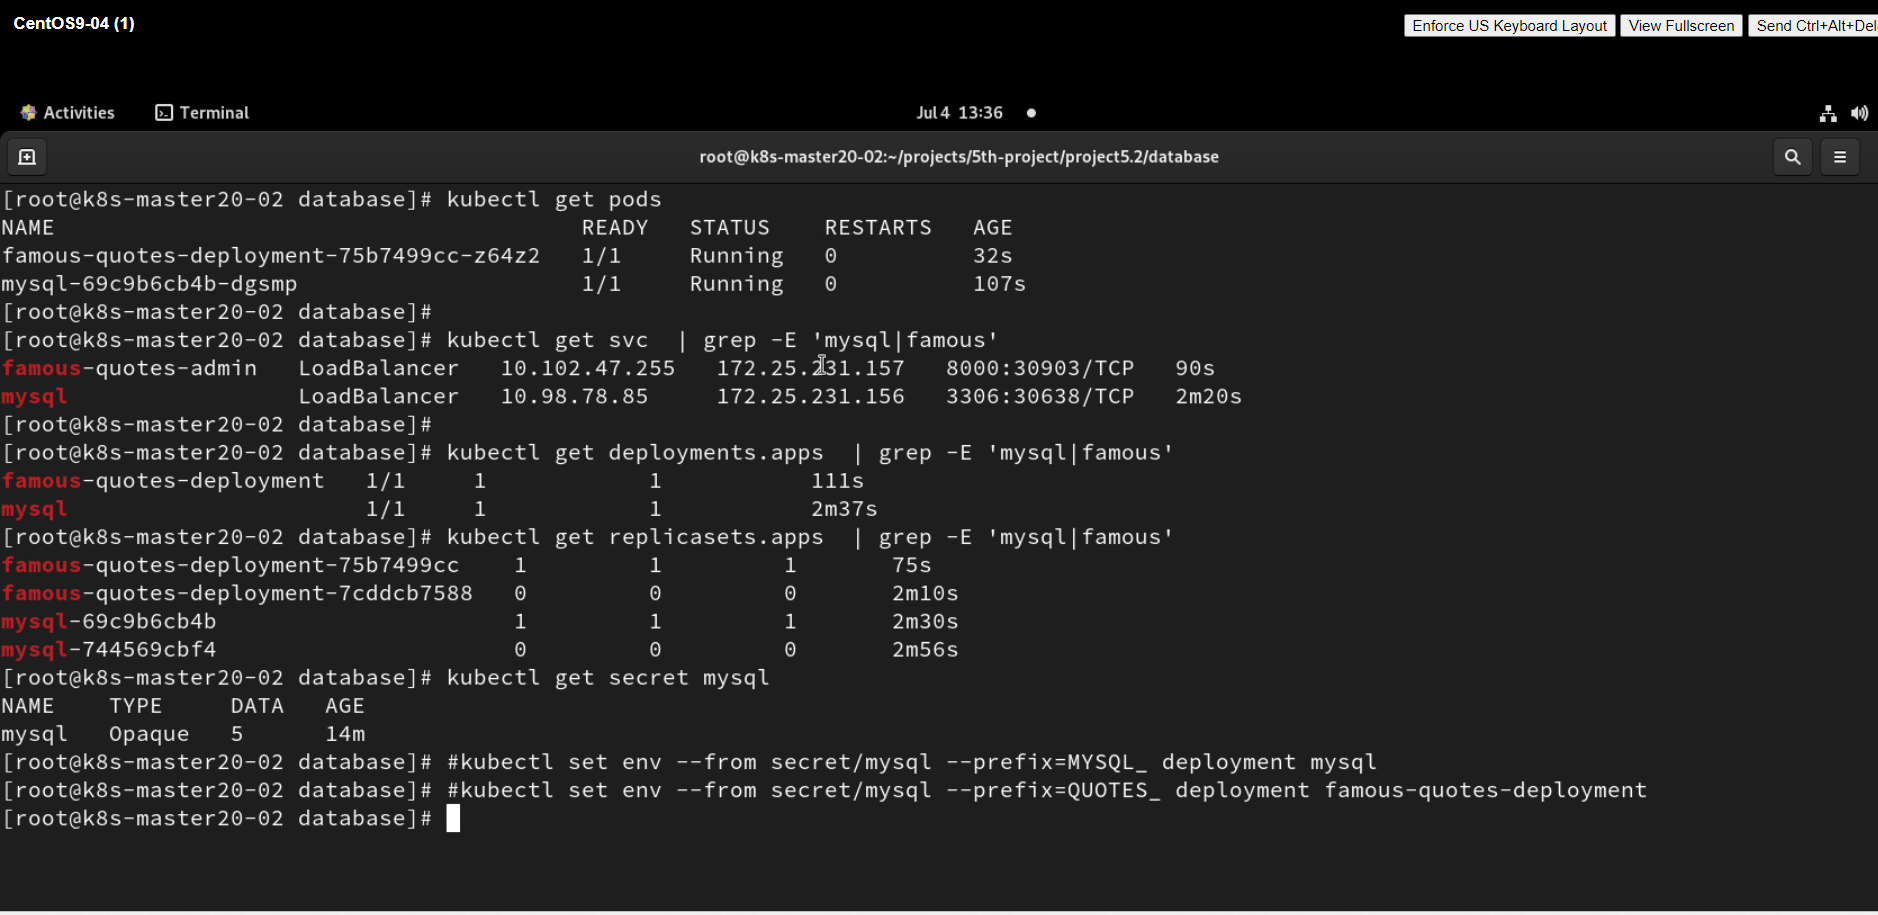 CentOS9-04 (1)
Enforce US Keyboard Layout View Fullscreen Send Ctrl+Alt+Del
Activities Terminal Jul 4 13:36
root@k8s-master20-02:~/projects/5th-project/project5.2/database
[root@k8s-master20-02 database]# kubectl get pods
NAME READY STATUS RESTARTS AGE
famous-quotes-deployment-75b7499cc-z64z2 1/1 Running 0 32s
mysql-69c9b6cb4b-dgsmp 1/1 Running 0 107s
[root@k8s-master20-02 database]#
[root@k8s-master20-02 database]# kubectl get svc | grep -E 'mysql|famous'
famous-quotes-admin LoadBalancer 10.102.47.255 172.25.231.157 8000:30903/TCP 90s
mysql LoadBalancer 10.98.78.85 172.25.231.156 3306:30638/TCP 2m20s
[root@k8s-master20-02 database]#
[root@k8s-master20-02 database]# kubectl get deployments.apps | grep -E 'mysql|famous'
famous-quotes-deployment 1/1 1 1 111s
mysql 1/1 1 1 2m37s
[root@k8s-master20-02 database]# kubectl get replicasets.apps | grep -E 'mysql|famous'
famous-quotes-deployment-75b7499cc 1 1 1 75s
famous-quotes-deployment-7cddcb7588 0 0 0 2m10s
mysql-69c9b6cb4b 1 1 1 2m30s
mysql-744569cbf4 0 0 0 2m56s
[root@k8s-master20-02 database]# kubectl get secret mysql
NAME TYPE DATA AGE
mysql Opaque 5 14m
[root@k8s-master20-02 database]# #kubectl set env --from secret/mysql --prefix=MYSQL_ deployment mysql
[root@k8s-master20-02 database]# #kubectl set env --from secret/mysql --prefix=QUOTES_ deployment famous-quotes-deployment
[root@k8s-master20-02 database]#